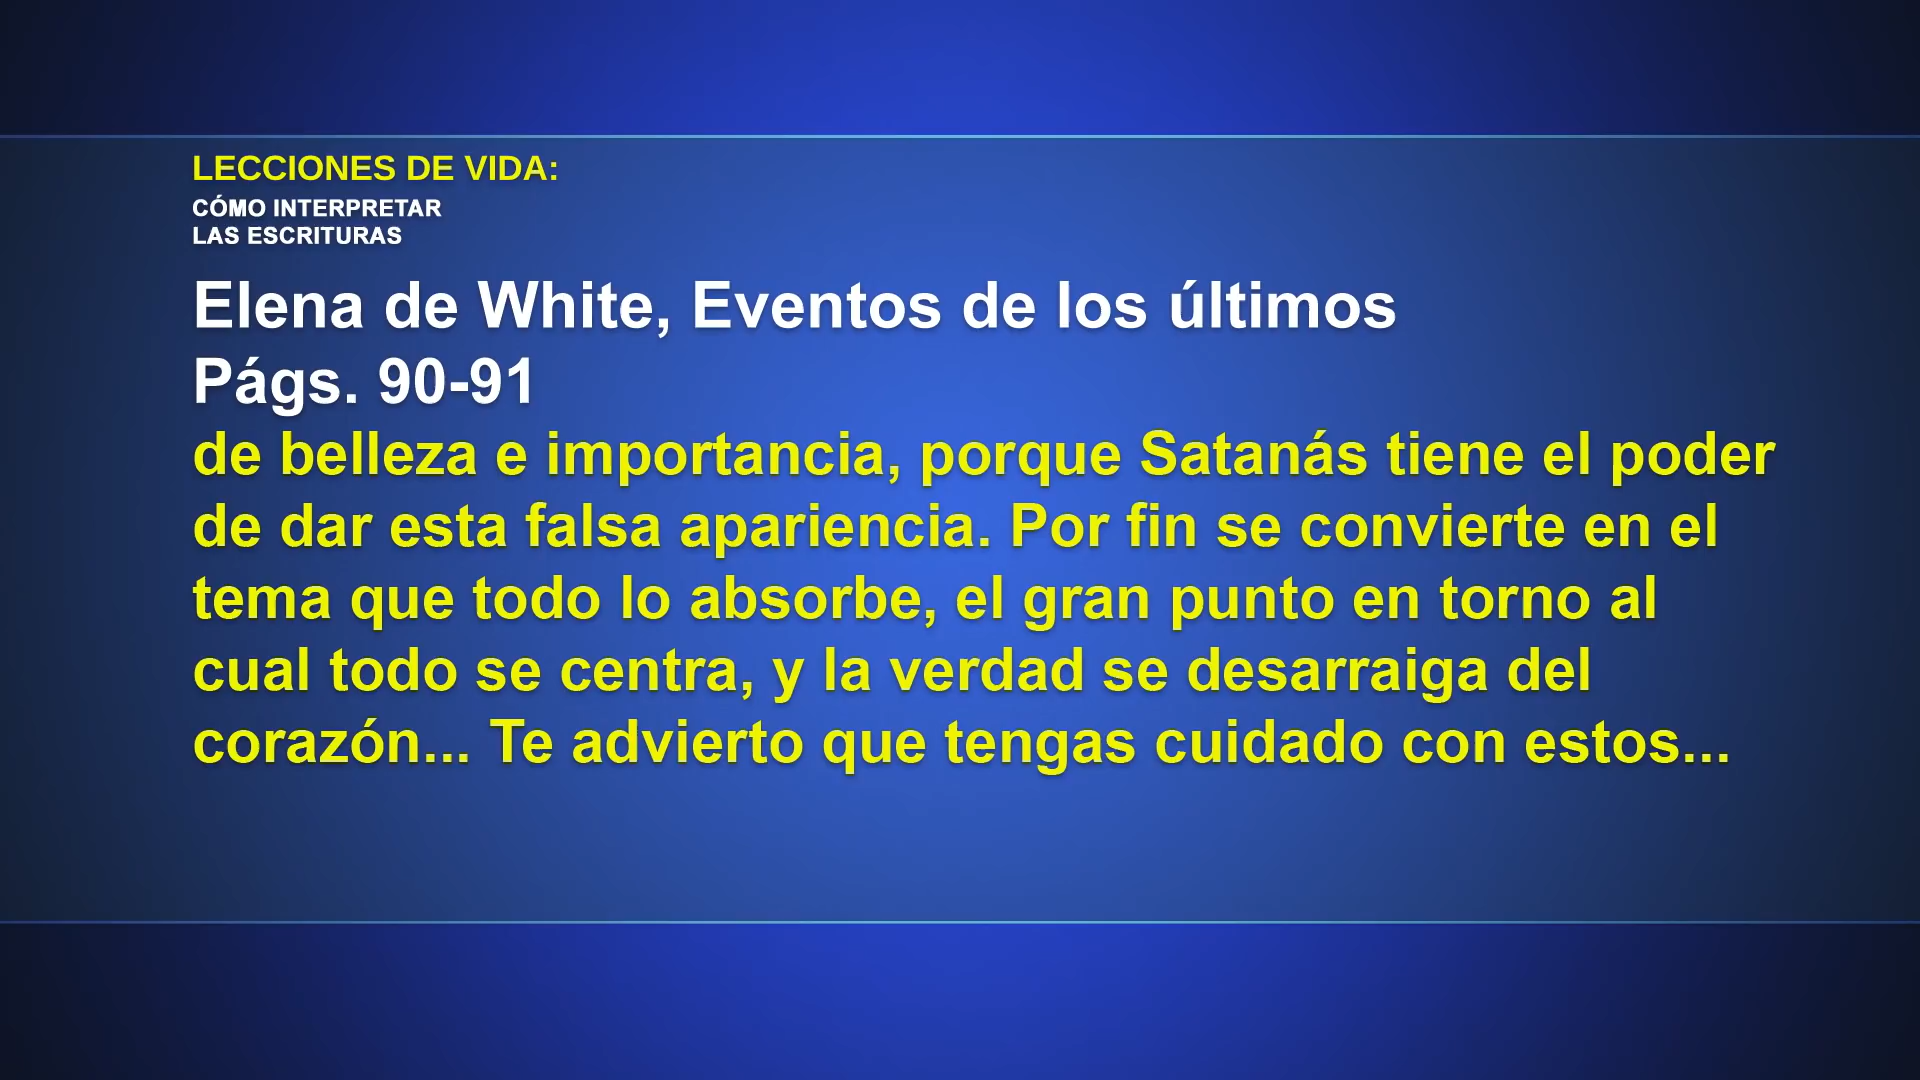 LECCIONES DE VIDA:
CÓMO INTERPRETAR
LAS ESCRITURAS
Elena de White, Eventos de los últimos
Págs. 90-91
de belleza e importancia, porque Satanás tiene el poder
de dar esta falsa apariencia. Por fin se convierte en el
tema que todo lo absorbe, el gran punto en torno al
cual todo se centra, y la verdad se desarraiga del
corazón... Te advierto que tengas cuidado con estos...